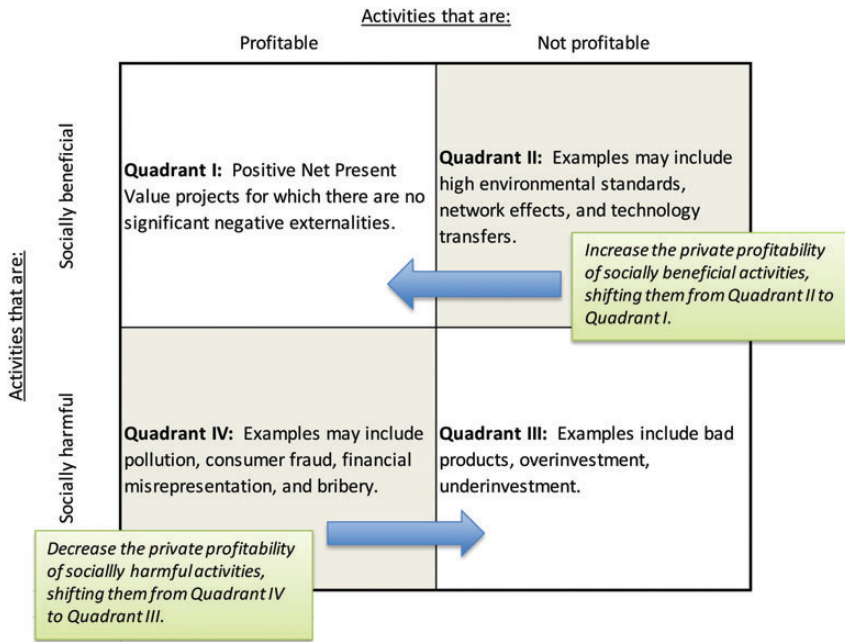 Activities that are:
Profitable
Not profitable
Activities that are:
Socially beneficial
Quadrant I: Positive Net Present
Value projects for which there are no
significant negative externalities.
Quadrant II: Examples may include
high environmental standards,
network effects, and technology
transfers.
Increase the private profitability
of socially beneficial activities,
shifting them from Quadrant II to
Quadrant I.
Socially harmful
Quadrant IV: Examples may include
pollution, consumer fraud, financial
misrepresentation, and bribery.
Quadrant III: Examples include bad
products, overinvestment,
underinvestment.
Decrease the private profitability
of sociallly harmful activities,
shifting them from Quadrant IV
to Quadrant III.